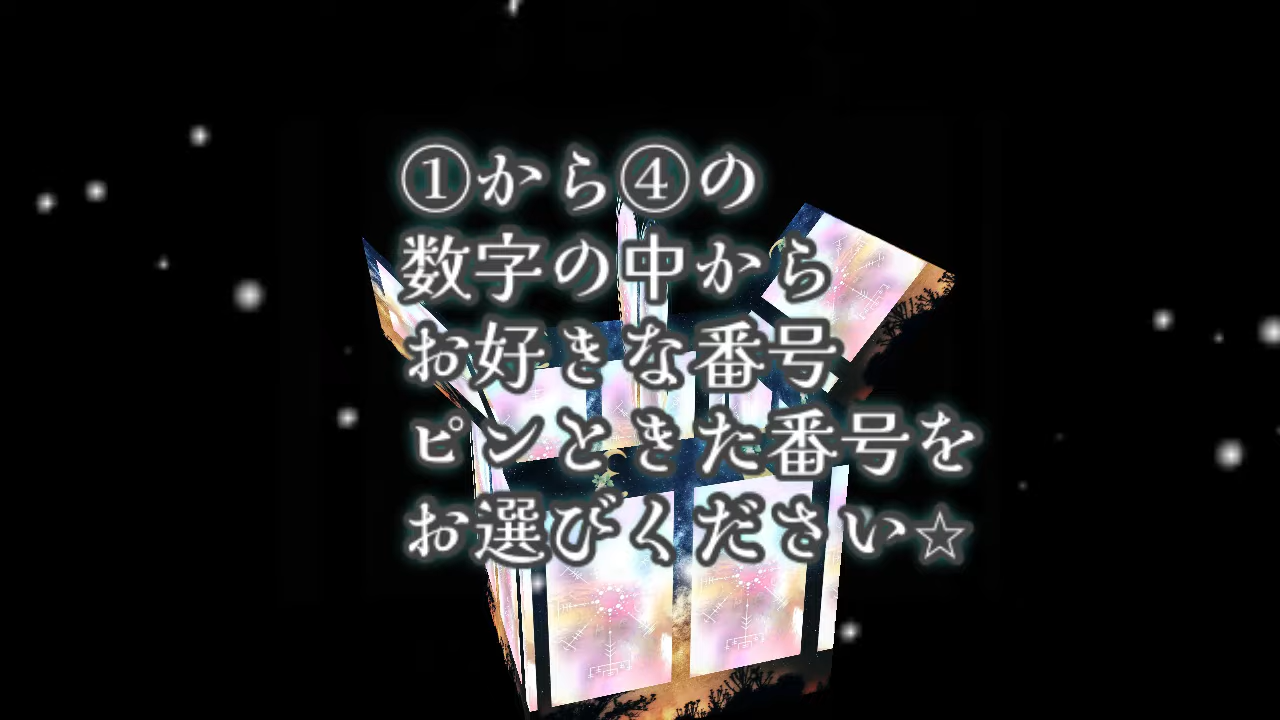 ①から④の
数字の中から
お好きな番号
ピンときた番号を
お選びください☆